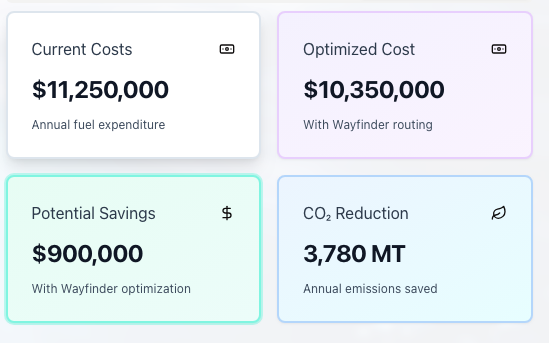 Current Costs
$11,250,000
Annual fuel expenditure
Optimized Cost
$10,350,000
With Wayfinder routing
Potential Savings
$900,000
With Wayfinder optimization
CO₂ Reduction
3,780 MT
Annual emissions saved